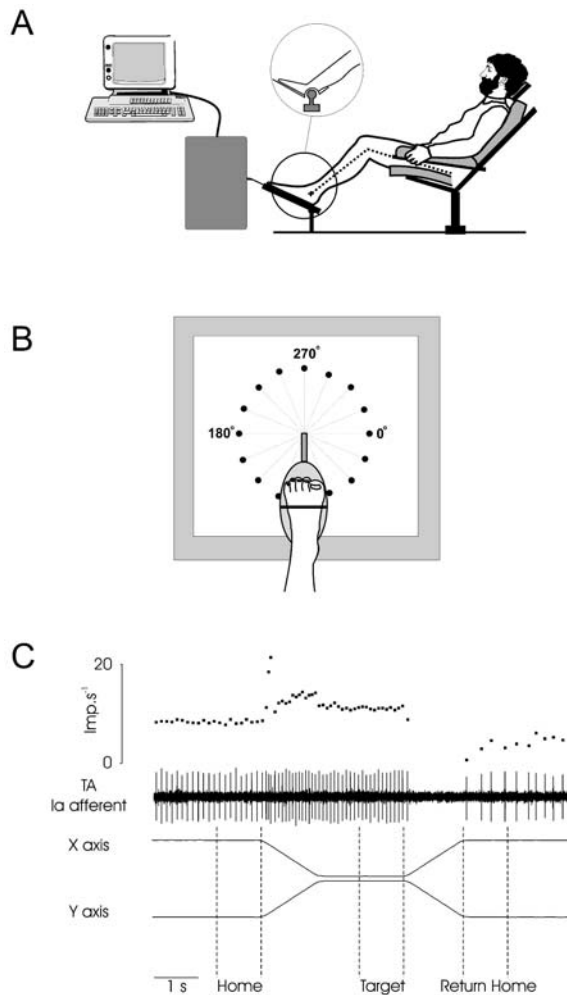 A
B
270°
180°
0°
C
20
Imp.s⁻¹
0
TA
Ia afferent
X axis
Y axis
1 s Home Target Return Home